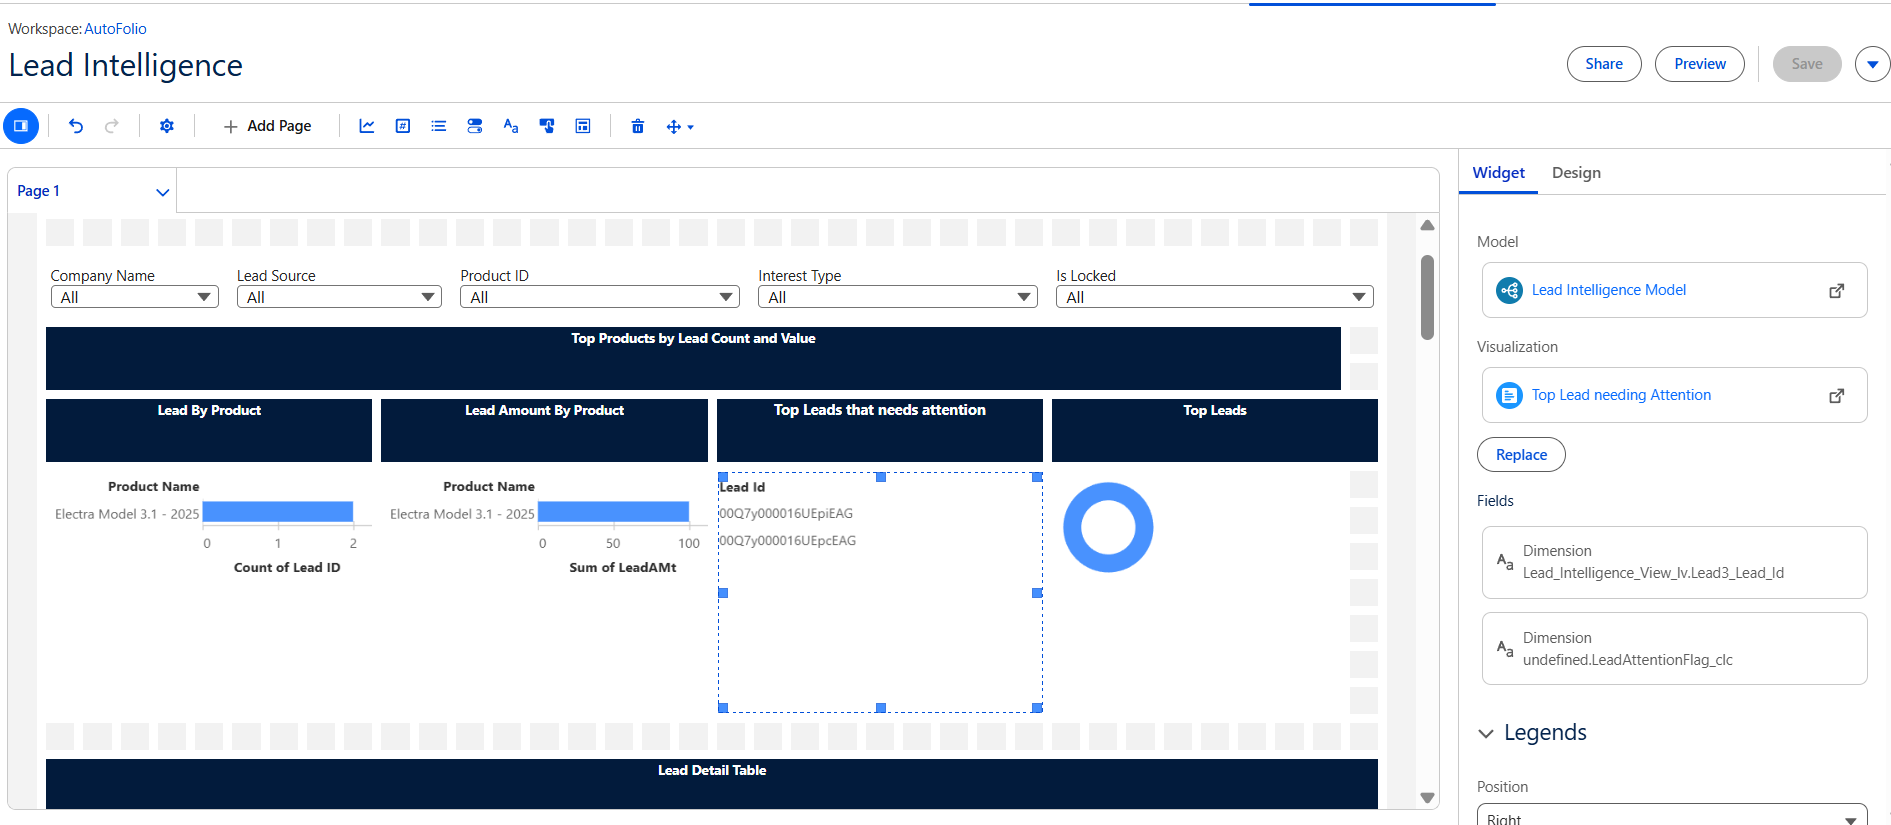 Workspace: AutoFolio
Lead Intelligence
Share
Preview
Save
Add Page
Page 1
Widget
Design
Company Name
Lead Source
Product ID
Interest Type
Is Locked
All
All
All
All
All
Top Products by Lead Count and Value
Lead By Product
Lead Amount By Product
Top Leads that needs attention
Top Leads
Product Name
Electra Model 3.1 - 2025
0 1 2
Count of Lead ID
Product Name
Electra Model 3.1 - 2025
0 50 100
Sum of LeadAMt
Lead Id
00Q7y000016UEpiEAG
00Q7y000016UEpcEAG
Lead Detail Table
Model
Lead Intelligence Model
Visualization
Top Lead needing Attention
Replace
Fields
Aa
Dimension
Lead_Intelligence_View_lv.Lead3_Lead_Id
Aa
Dimension
undefined.LeadAttentionFlag_clc
Legends
Position
Right